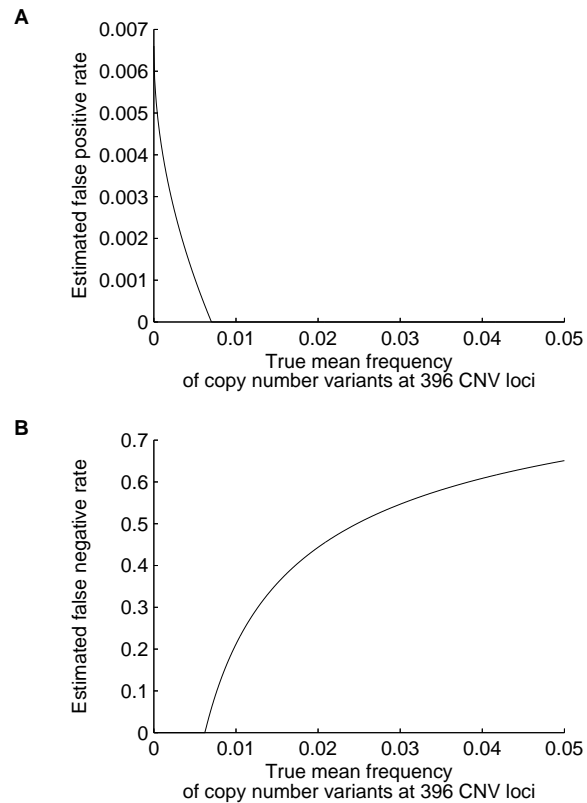 A
0.007
0.006
0.005
0.004
0.003
0.002
0.001
0
Estimated false positive rate
0 0.01 0.02 0.03 0.04 0.05
True mean frequency
of copy number variants at 396 CNV loci
B
0.7
0.6
0.5
0.4
0.3
0.2
0.1
0
Estimated false negative rate
0 0.01 0.02 0.03 0.04 0.05
True mean frequency
of copy number variants at 396 CNV loci